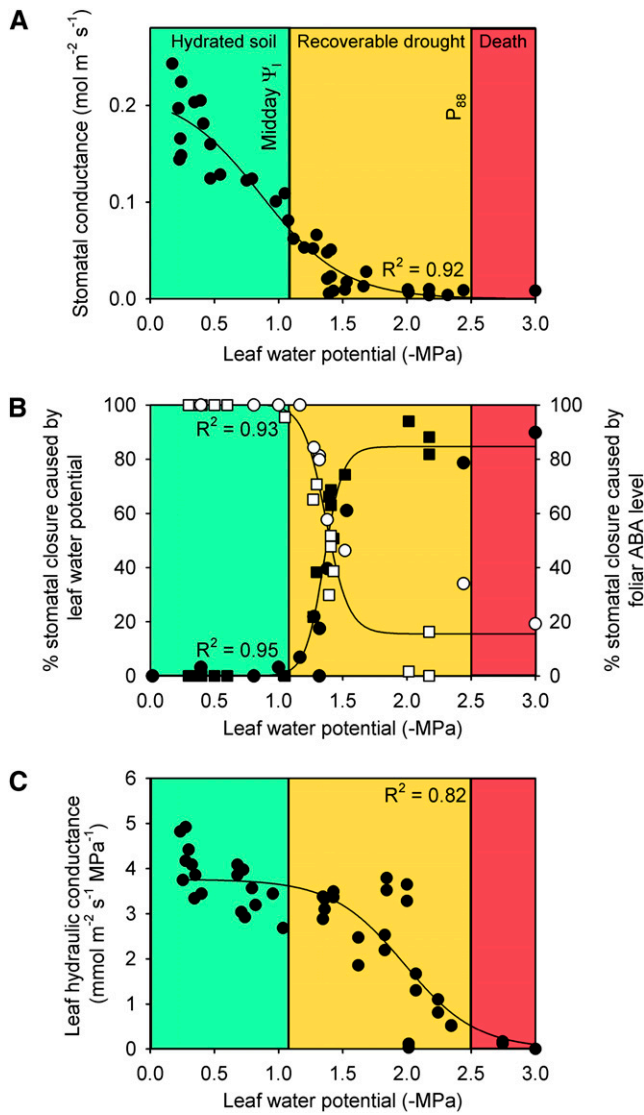 A
Hydrated soil
Recoverable drought
Death
Midday Ψl
P88
R2 = 0.92
Stomatal conductance (mol m-2 s-1)
0.2
0.1
0.0
0.0 0.5 1.0 1.5 2.0 2.5 3.0
Leaf water potential (-MPa)
B
% stomatal closure caused by
leaf water potential
100
80
60
40
20
0
R2 = 0.93
R2 = 0.95
100
80
60
40
20
0
% stomatal closure caused by
foliar ABA level
0.0 0.5 1.0 1.5 2.0 2.5 3.0
Leaf water potential (-MPa)
C
Leaf hydraulic conductance
(mmol m-2 s-1 MPa-1)
6
5
4
3
2
1
0
R2 = 0.82
0.0 0.5 1.0 1.5 2.0 2.5 3.0
Leaf water potential (-MPa)